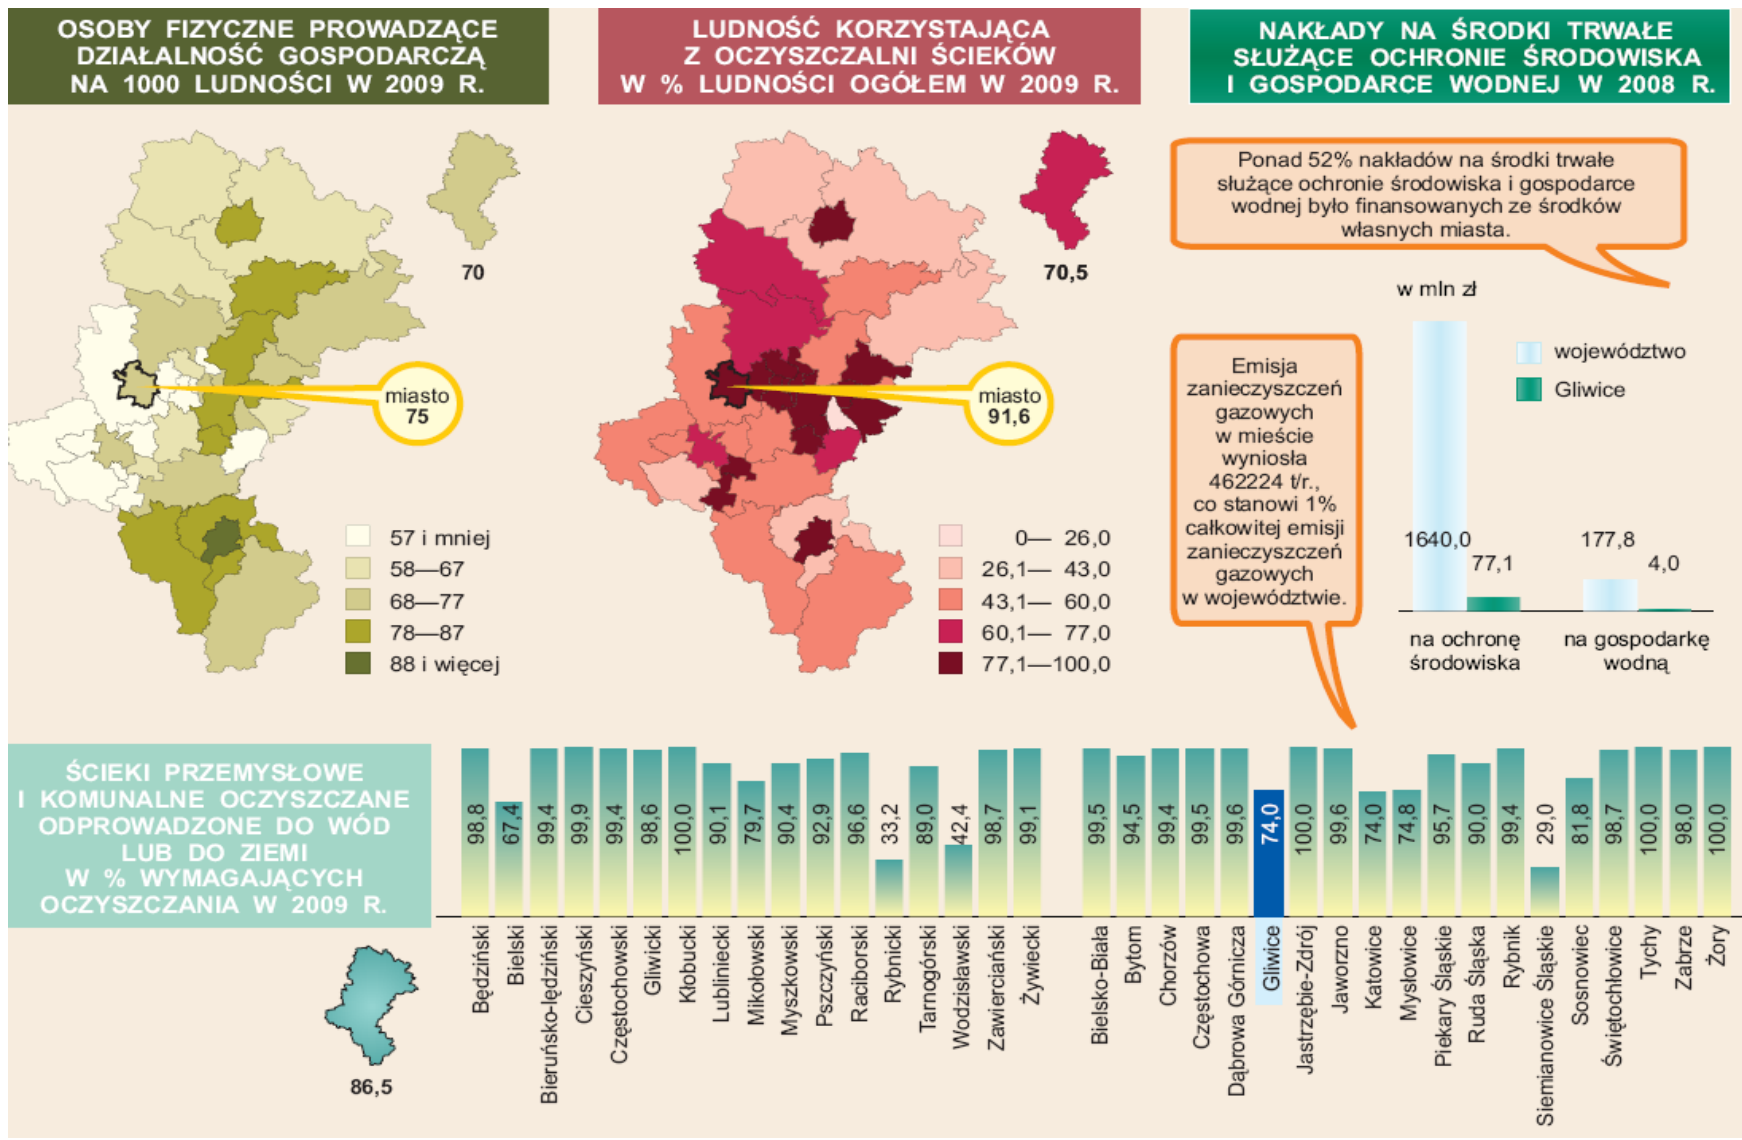 OSOBY FIZYCZNE PROWADZĄCE
DZIAŁALNOŚĆ GOSPODARCZĄ
NA 1000 LUDNOŚCI W 2009 R.
70
miasto
75
57 i mniej
58—67
68—77
78—87
88 i więcej
LUDNOŚĆ KORZYSTAJĄCA
Z OCZYSZCZALNI ŚCIEKÓW
W % LUDNOŚCI OGÓŁEM W 2009 R.
70,5
miasto
91,6
0— 26,0
26,1— 43,0
43,1— 60,0
60,1— 77,0
77,1—100,0
NAKŁADY NA ŚRODKI TRWAŁE
SŁUŻĄCE OCHRONIE ŚRODOWISKA
I GOSPODARCE WODNEJ W 2008 R.
Ponad 52% nakładów na środki trwałe
służące ochronie środowiska i gospodarce
wodnej było finansowanych ze środków
własnych miasta.
w mln zł
województwo
Gliwice
Emisja
zanieczyszczeń
gazowych
w mieście
wyniosła
462224 t/r.,
co stanowi 1%
całkowitej emisji
zanieczyszczeń
gazowych
w województwie.
1640,0
77,1
177,8
4,0
na ochronę
środowiska
na gospodarkę
wodną
ŚCIEKI PRZEMYSŁOWE
I KOMUNALNE OCZYSZCZANE
ODPROWADZONE DO WÓD
LUB DO ZIEMI
W % WYMAGAJĄCYCH
OCZYSZCZANIA W 2009 R.
86,5
98,8
67,4
99,4
99,9
99,4
98,6
100,0
90,1
79,7
90,4
92,9
96,6
33,2
89,0
42,4
98,7
99,1
99,5
94,5
99,4
99,5
99,6
74,0
100,0
99,6
74,0
74,8
95,7
90,0
99,4
29,0
81,8
98,7
100,0
98,0
100,0
Będziński
Bielski
Bieruńsko-lędziński
Cieszyński
Częstochowski
Gliwicki
Kłobucki
Lubliniecki
Mikołowski
Myszkowski
Pszczyński
Raciborski
Rybnicki
Tarnogórski
Wodzisławski
Zawierciański
Żywiecki
Bielsko-Biała
Bytom
Chorzów
Częstochowa
Dąbrowa Górnicza
Gliwice
Jastrzębie-Zdrój
Jaworzno
Katowice
Mysłowice
Piekary Śląskie
Ruda Śląska
Rybnik
Siemianowice Śląskie
Sosnowiec
Świętochłowice
Tychy
Zabrze
Żory